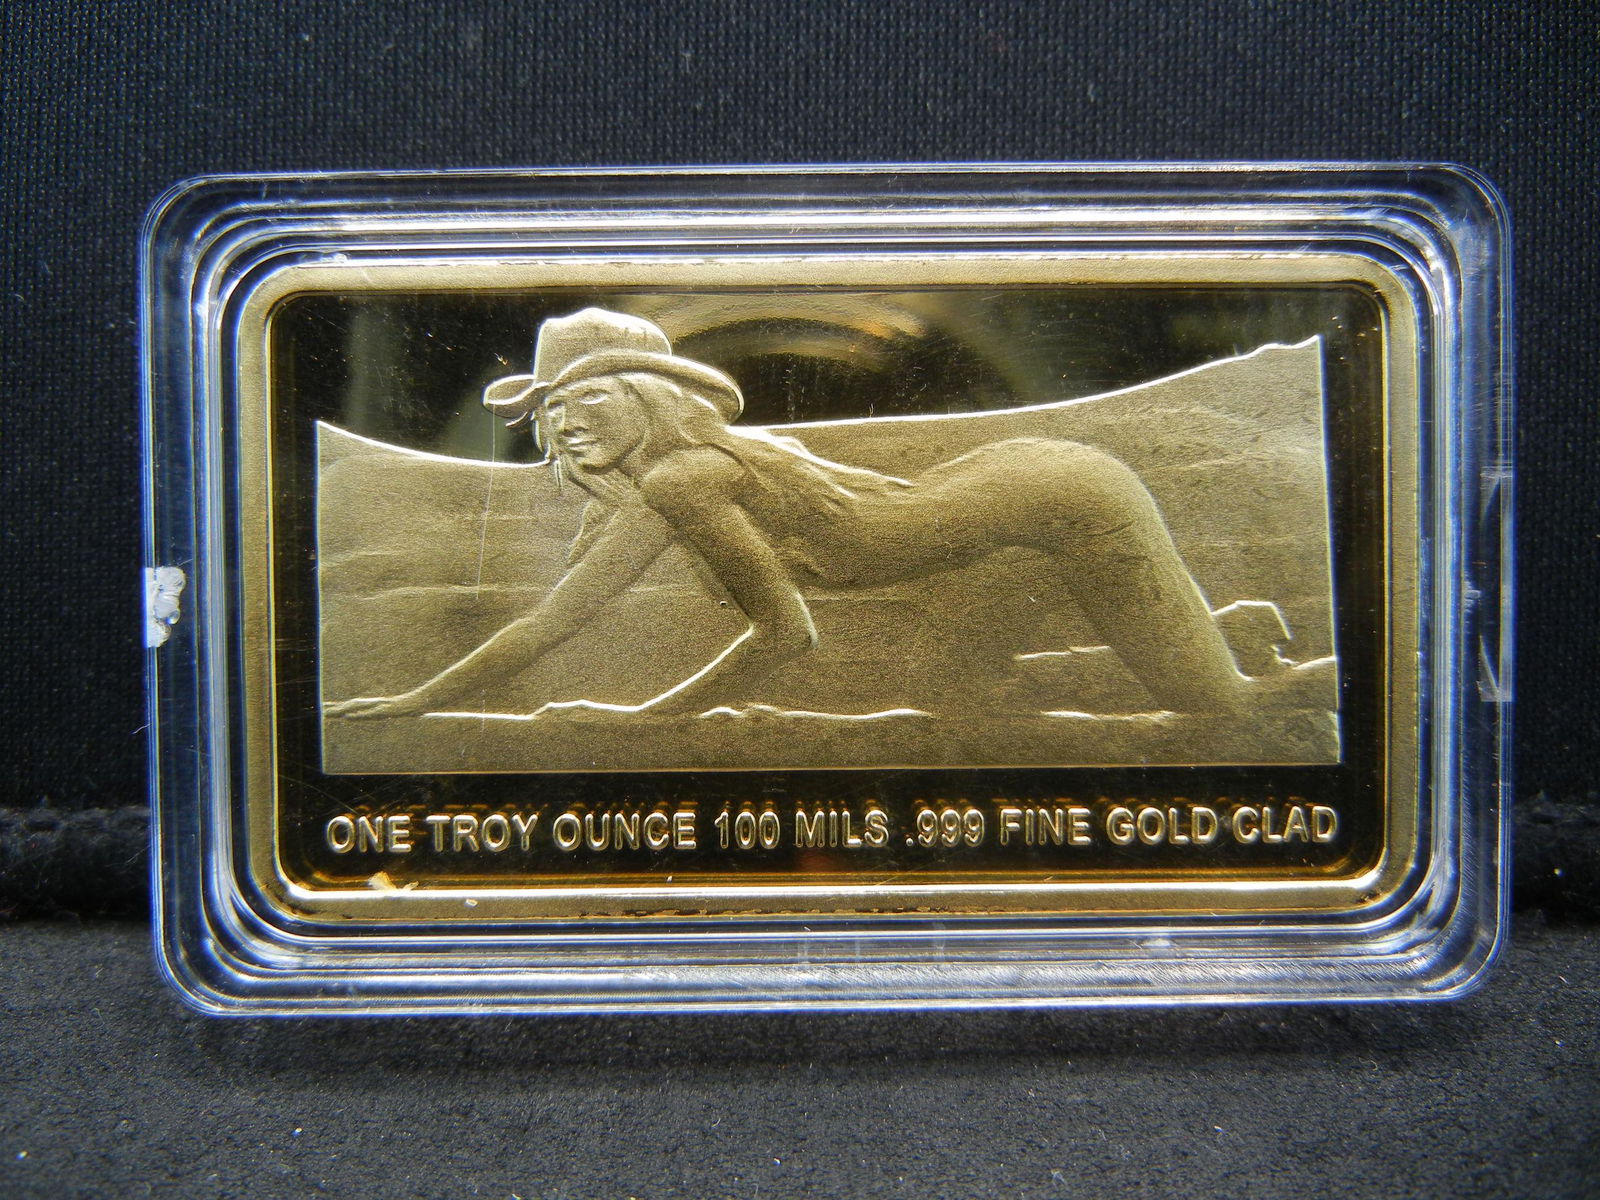 ONE TROY OUNCE 100 MILS .999 FINE GOLD CLAD